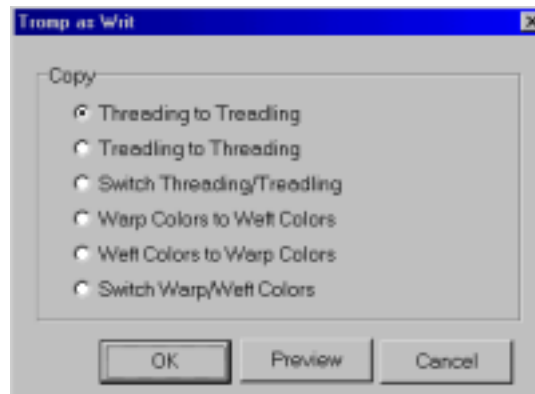 Tromp as Writ
Copy
Threading to Treadling
Treadling to Threading
Switch Threading/Treadling
Warp Colors to Weft Colors
Weft Colors to Warp Colors
Switch Warp/Weft Colors
OK Preview Cancel